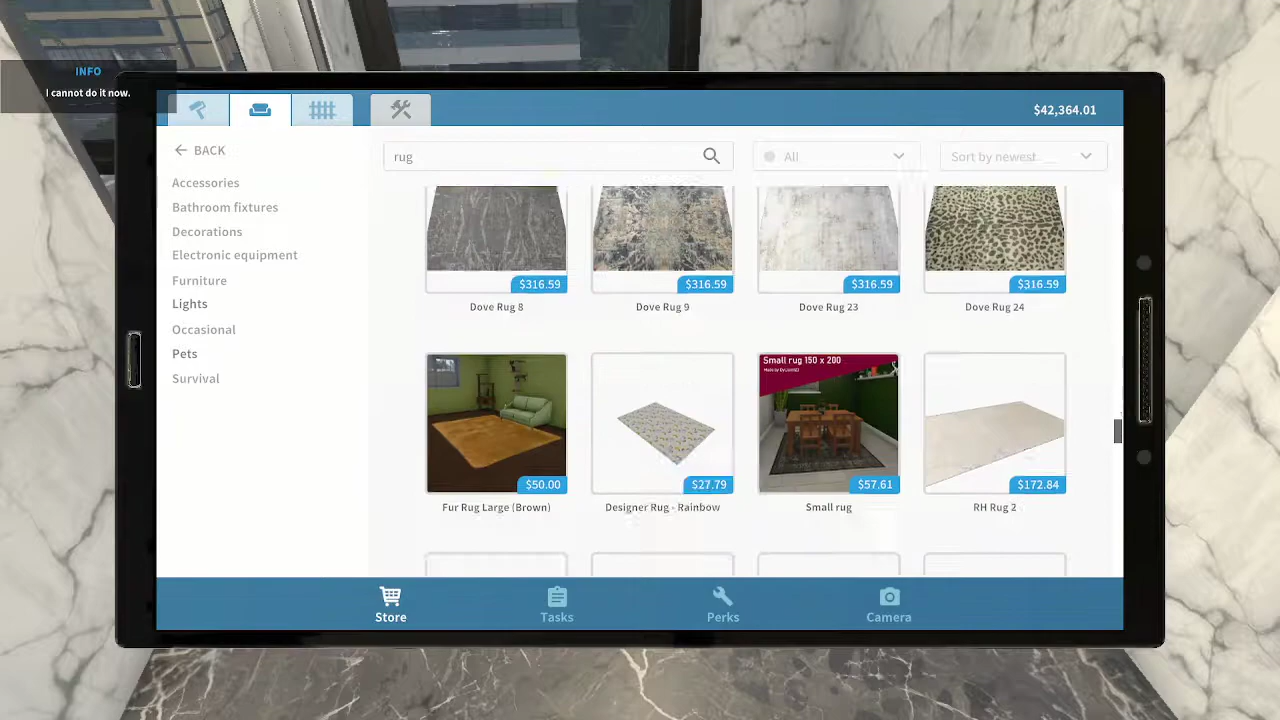 INFO
I cannot do it now.
$42,364.01
BACK
rug
All
Sort by newest
Accessories
Bathroom fixtures
Decorations
Electronic equipment
Furniture
Lights
Occasional
Pets
Survival
$316.59
$316.59
$316.59
$316.59
Dove Rug 8
Dove Rug 9
Dove Rug 23
Dove Rug 24
Small rug 150 x 200
$50.00
$27.79
$57.61
$172.84
Fur Rug Large (Brown)
Designer Rug - Rainbow
Small rug
RH Rug 2
Store
Tasks
Perks
Camera